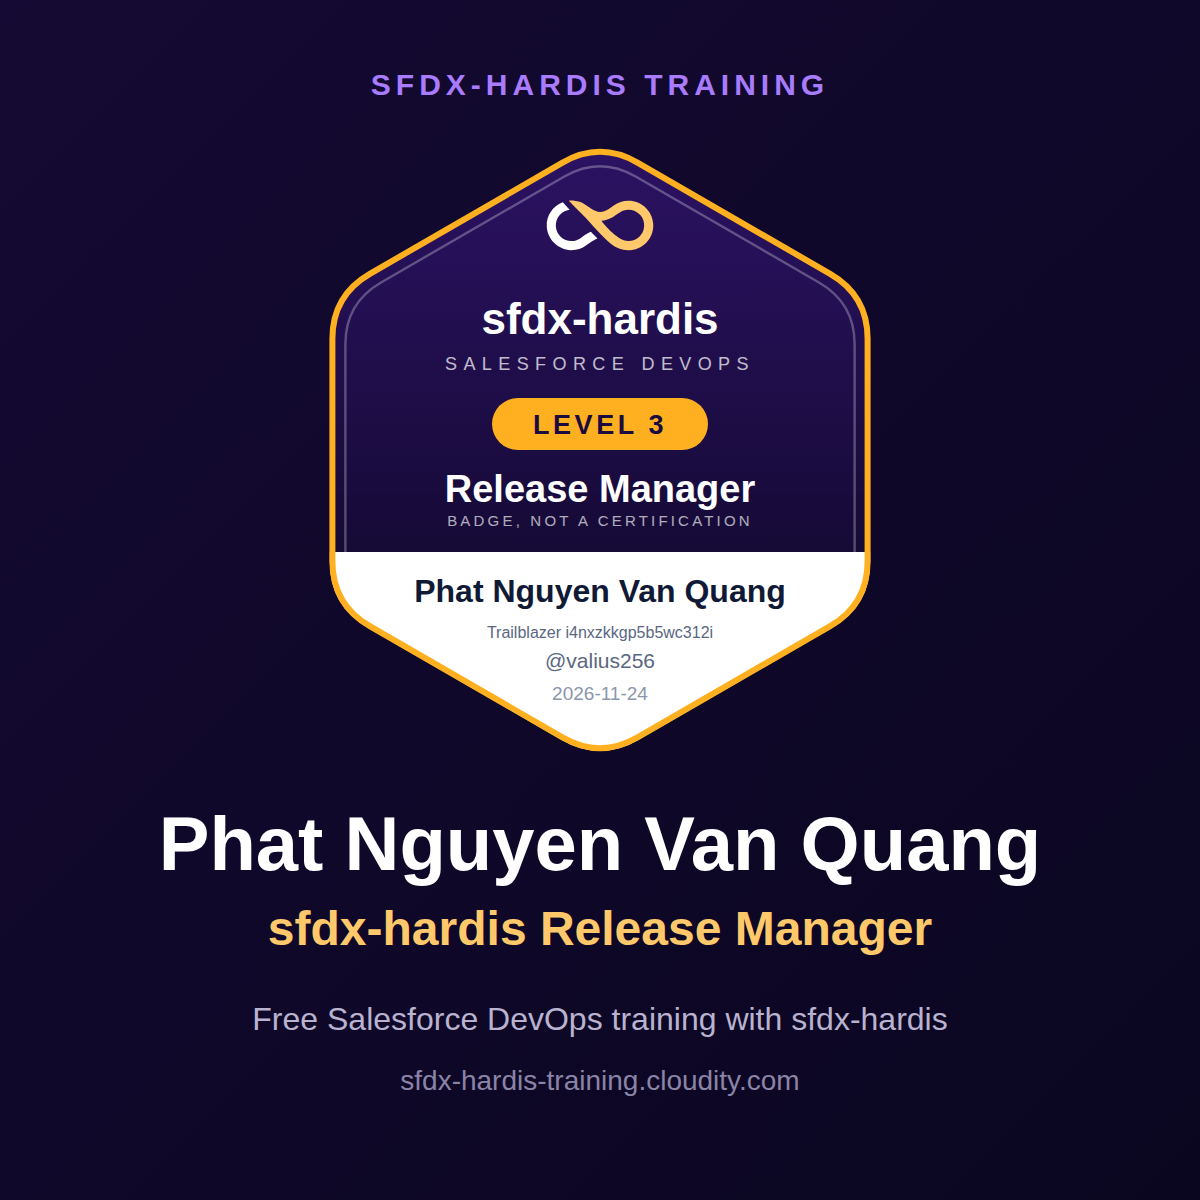 SFDX-HARDIS TRAINING
sfdx-hardis
SALESFORCE DEVOPS
LEVEL 3
Release Manager
BADGE, NOT A CERTIFICATION
Phat Nguyen Van Quang
Trailblazer i4nxzkkgp5b5wc312i
@valius256
2026-11-24
Phat Nguyen Van Quang
sfdx-hardis Release Manager
Free Salesforce DevOps training with sfdx-hardis
sfdx-hardis-training.cloudity.com